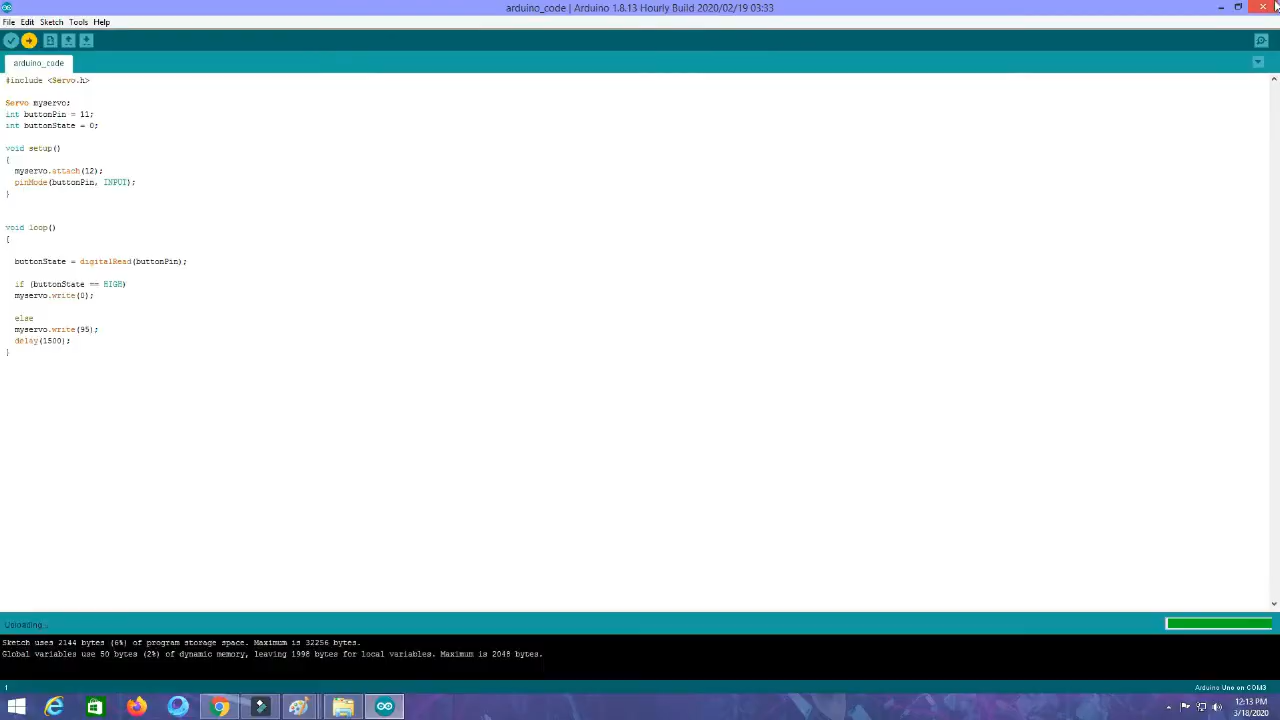 arduino_code | Arduino 1.8.13 Hourly Build 2020/02/19 03:33
File Edit Sketch Tools Help
arduino_code
#include <Servo.h>
Servo myservo;
int buttonPin = 11;
int buttonState = 0;
void setup()
{
myservo.attach(12);
pinMode(buttonPin, INPUT);
}
void loop()
{
buttonState = digitalRead(buttonPin);
if (buttonState == HIGH)
myservo.write(0);
else
myservo.write(95);
delay(1500);
}
Uploading...
Sketch uses 2144 bytes (6%) of program storage space. Maximum is 32256 bytes.
Global variables use 50 bytes (2%) of dynamic memory, leaving 1998 bytes for local variables. Maximum is 2048 bytes.
1
Arduino Uno on COM3
12:13 PM
3/18/2020